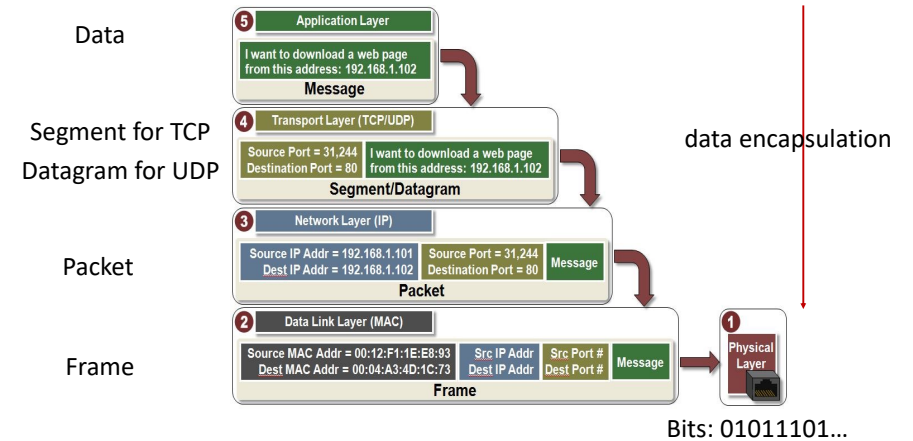 Data
5
Application Layer
I want to download a web page
from this address: 192.168.1.102
Message
Segment for TCP
Datagram for UDP
4
Transport Layer (TCP/UDP)
Source Port = 31,244
Destination Port = 80
I want to download a web page
from this address: 192.168.1.102
Segment/Datagram
data encapsulation
Packet
3
Network Layer (IP)
Source IP Addr = 192.168.1.101
Dest IP Addr = 192.168.1.102
Source Port = 31,244
Destination Port = 80
Message
Packet
Frame
2
Data Link Layer (MAC)
Source MAC Addr = 00:12:F1:1E:E8:93
Dest MAC Addr = 00:04:A3:4D:1C:73
Src IP Addr
Dest IP Addr
Src Port #
Dest Port #
Message
Frame
1
Physical
Layer
Bits: 01011101…